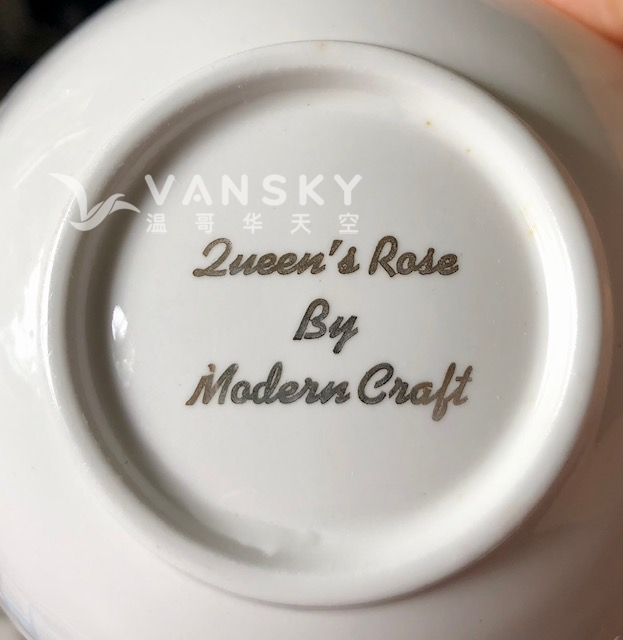 VANSKY
温哥华天空
Queen's Rose
By
Modern Craft